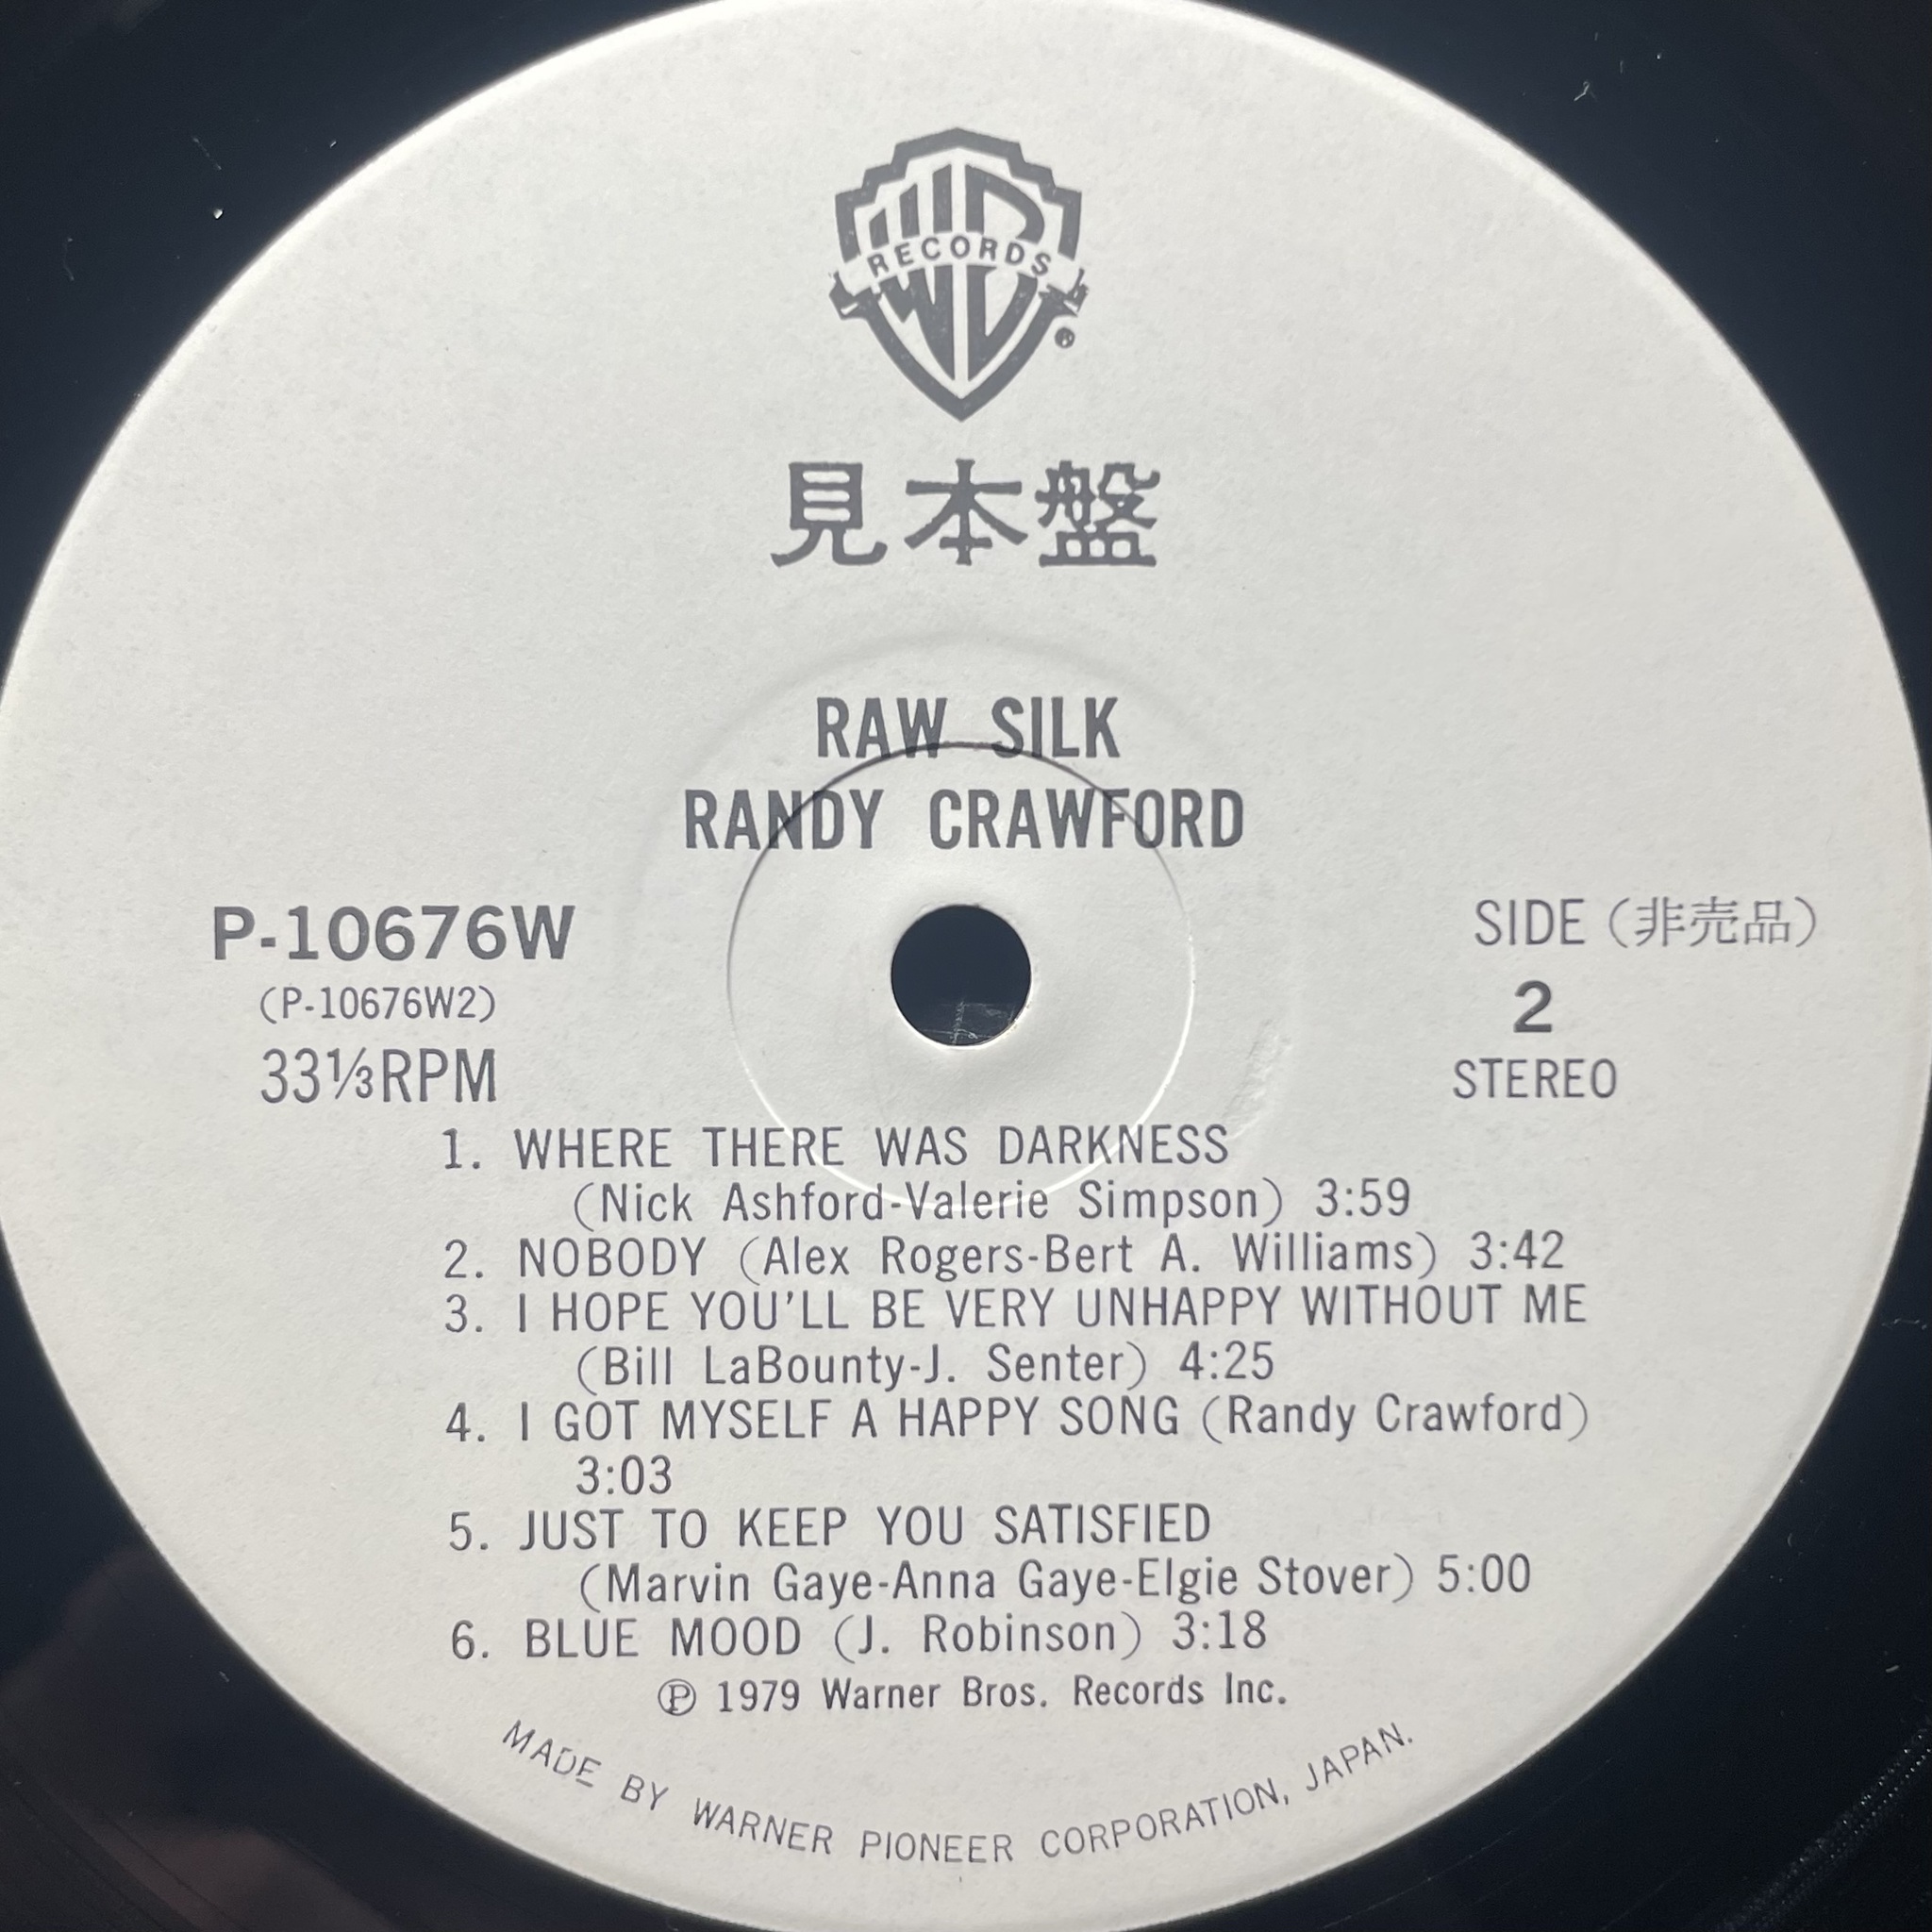 WB
RECORDS
®
見本盤
RAW SILK
RANDY CRAWFORD
P-10676W
(P-10676W2)
33⅓RPM
SIDE (非売品)
2
STEREO
1. WHERE THERE WAS DARKNESS
(Nick Ashford-Valerie Simpson) 3:59
2. NOBODY (Alex Rogers-Bert A. Williams) 3:42
3. I HOPE YOU'LL BE VERY UNHAPPY WITHOUT ME
(Bill LaBounty-J. Senter) 4:25
4. I GOT MYSELF A HAPPY SONG (Randy Crawford)
3:03
5. JUST TO KEEP YOU SATISFIED
(Marvin Gaye-Anna Gaye-Elgie Stover) 5:00
6. BLUE MOOD (J. Robinson) 3:18
℗ 1979 Warner Bros. Records Inc.
MADE BY WARNER PIONEER CORPORATION, JAPAN.